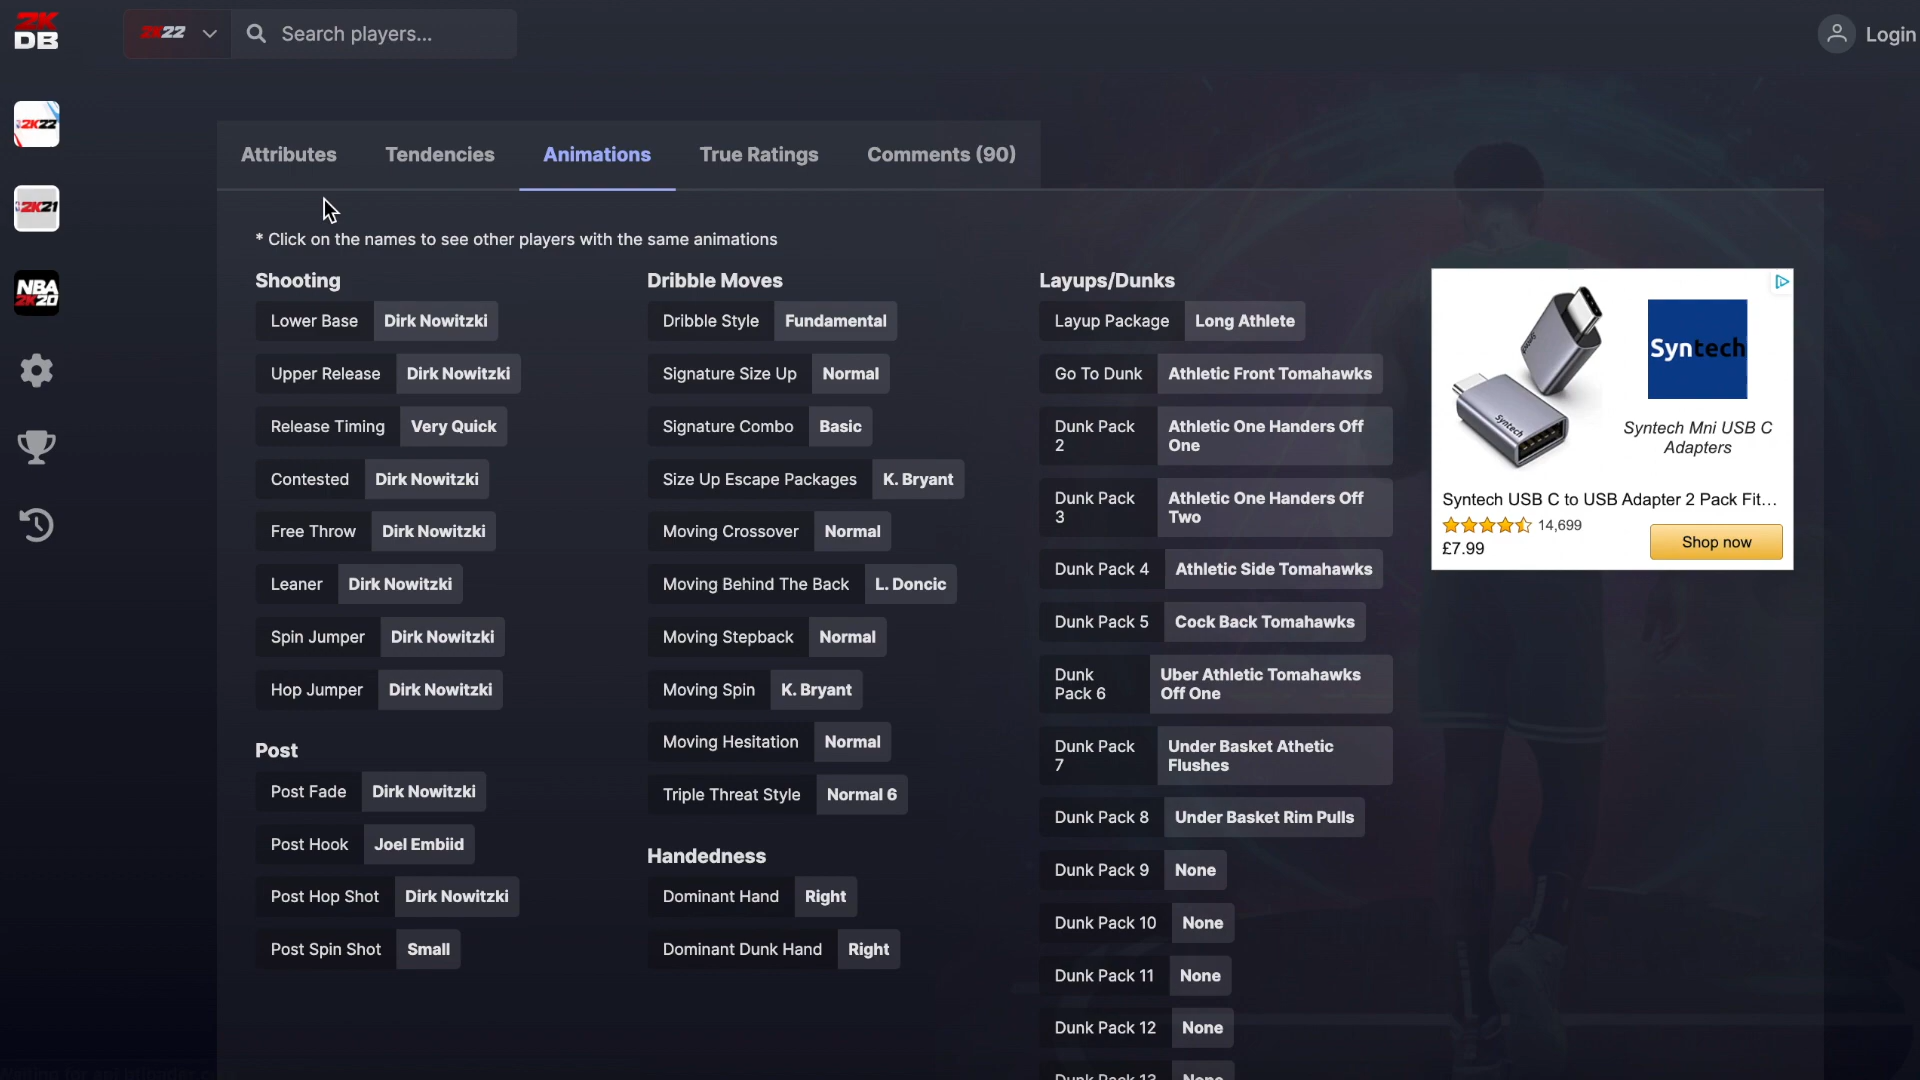 2K
DB
2K22
Search players...
Login
2K22
2K21
NBA
2K20
Attributes
Tendencies
Animations
True Ratings
Comments (90)
* Click on the names to see other players with the same animations
Shooting
Lower Base Dirk Nowitzki
Upper Release Dirk Nowitzki
Release Timing Very Quick
Contested Dirk Nowitzki
Free Throw Dirk Nowitzki
Leaner Dirk Nowitzki
Spin Jumper Dirk Nowitzki
Hop Jumper Dirk Nowitzki
Post
Post Fade Dirk Nowitzki
Post Hook Joel Embiid
Post Hop Shot Dirk Nowitzki
Post Spin Shot Small
Dribble Moves
Dribble Style Fundamental
Signature Size Up Normal
Signature Combo Basic
Size Up Escape Packages K. Bryant
Moving Crossover Normal
Moving Behind The Back L. Doncic
Moving Stepback Normal
Moving Spin K. Bryant
Moving Hesitation Normal
Triple Threat Style Normal 6
Handedness
Dominant Hand Right
Dominant Dunk Hand Right
Layups/Dunks
Layup Package Long Athlete
Go To Dunk Athletic Front Tomahawks
Dunk Pack
2
Athletic One Handers Off
One
Dunk Pack
3
Athletic One Handers Off
Two
Dunk Pack 4 Athletic Side Tomahawks
Dunk Pack 5 Cock Back Tomahawks
Dunk
Pack 6
Uber Athletic Tomahawks
Off One
Dunk Pack
7
Under Basket Athetic
Flushes
Dunk Pack 8 Under Basket Rim Pulls
Dunk Pack 9 None
Dunk Pack 10 None
Dunk Pack 11 None
Dunk Pack 12 None
Dunk Pack 13 None
Syntech
Syntech
Syntech
Syntech Mni USB C
Adapters
Syntech USB C to USB Adapter 2 Pack Fit...
14,699
£7.99
Shop now